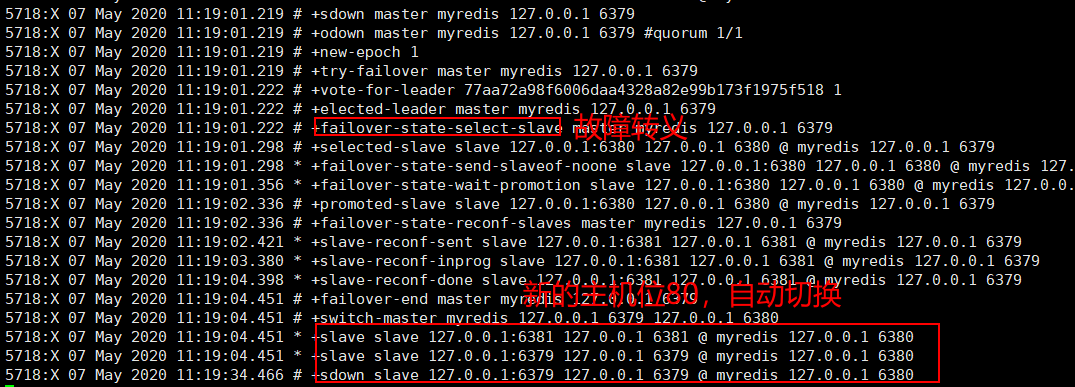 5718:X 07 May 2020 11:19:01.219 # +sdown master myredis 127.0.0.1 6379
5718:X 07 May 2020 11:19:01.219 # +odown master myredis 127.0.0.1 6379 #quorum 1/1
5718:X 07 May 2020 11:19:01.219 # +new-epoch 1
5718:X 07 May 2020 11:19:01.219 # +try-failover master myredis 127.0.0.1 6379
5718:X 07 May 2020 11:19:01.222 # +vote-for-leader 77aa72a98f6006daa4328a82e99b173f1975f518 1
5718:X 07 May 2020 11:19:01.222 # +elected-leader master myredis 127.0.0.1 6379
5718:X 07 May 2020 11:19:01.222 # +failover-state-select-slave master myredis 127.0.0.1 6379
故障转义
5718:X 07 May 2020 11:19:01.298 # +selected-slave slave 127.0.0.1:6380 127.0.0.1 6380 @ myredis 127.0.0.1 6379
5718:X 07 May 2020 11:19:01.298 * +failover-state-send-slaveof-noone slave 127.0.0.1:6380 127.0.0.1 6380 @ myredis 127.
5718:X 07 May 2020 11:19:01.356 * +failover-state-wait-promotion slave 127.0.0.1:6380 127.0.0.1 6380 @ myredis 127.0.0.
5718:X 07 May 2020 11:19:02.336 # +promoted-slave slave 127.0.0.1:6380 127.0.0.1 6380 @ myredis 127.0.0.1 6379
5718:X 07 May 2020 11:19:02.336 # +failover-state-reconf-slaves master myredis 127.0.0.1 6379
5718:X 07 May 2020 11:19:02.421 * +slave-reconf-sent slave 127.0.0.1:6381 127.0.0.1 6381 @ myredis 127.0.0.1 6379
5718:X 07 May 2020 11:19:03.380 * +slave-reconf-inprog slave 127.0.0.1:6381 127.0.0.1 6381 @ myredis 127.0.0.1 6379
5718:X 07 May 2020 11:19:04.398 * +slave-reconf-done slave 127.0.0.1:6381 127.0.0.1 6381 @ myredis 127.0.0.1 6379
新的主机位80，自动切换
5718:X 07 May 2020 11:19:04.451 # +failover-end master myredis 127.0.0.1 6379
5718:X 07 May 2020 11:19:04.451 # +switch-master myredis 127.0.0.1 6379 127.0.0.1 6380
5718:X 07 May 2020 11:19:04.451 * +slave slave 127.0.0.1:6381 127.0.0.1 6381 @ myredis 127.0.0.1 6380
5718:X 07 May 2020 11:19:04.451 * +slave slave 127.0.0.1:6379 127.0.0.1 6379 @ myredis 127.0.0.1 6380
5718:X 07 May 2020 11:19:34.466 # +sdown slave 127.0.0.1:6379 127.0.0.1 6379 @ myredis 127.0.0.1 6380